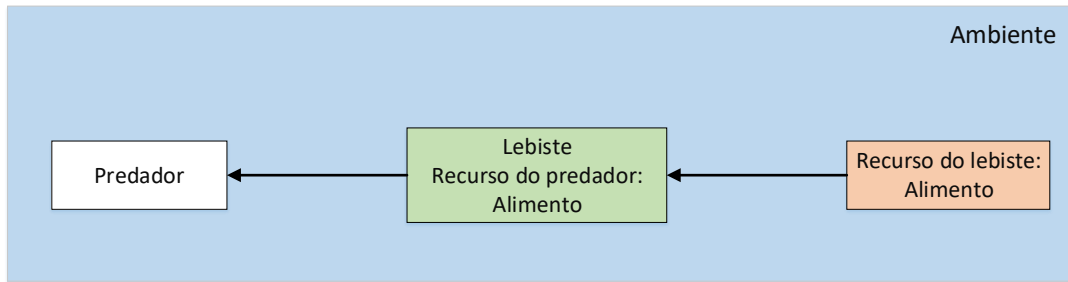 Ambiente
Predador
Lebiste
Recurso do predador:
Alimento
Recurso do lebiste:
Alimento